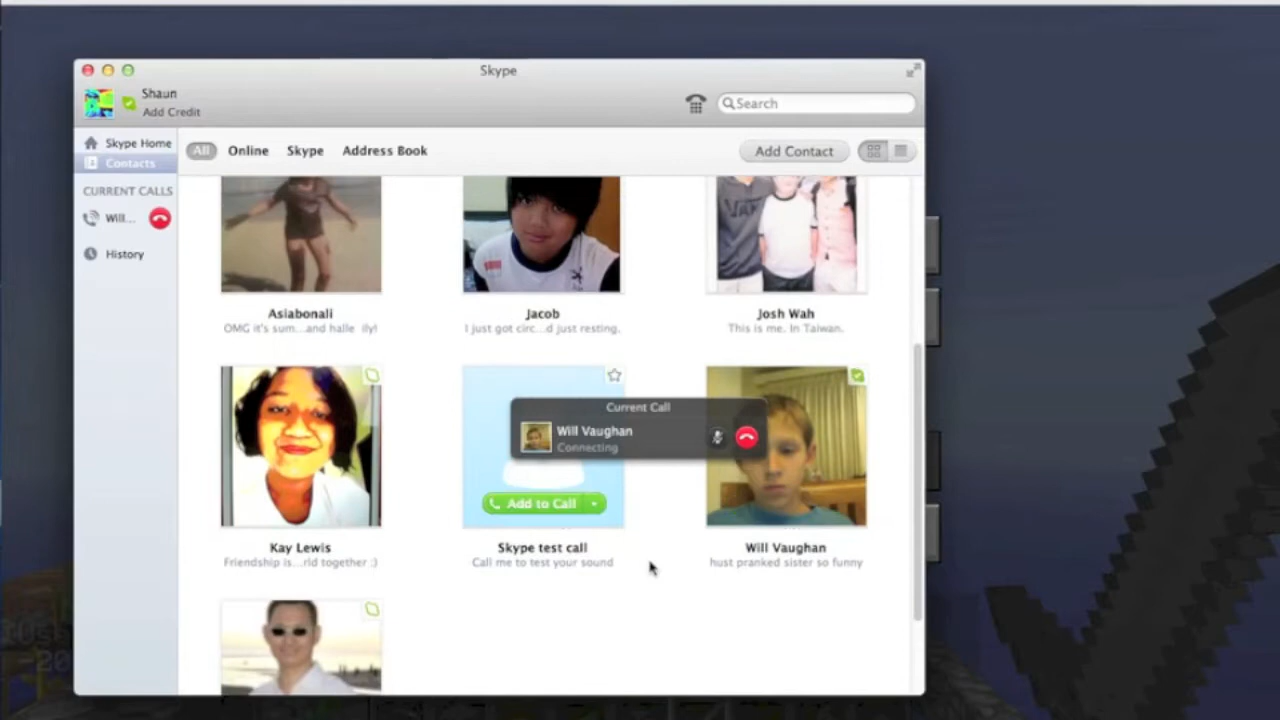 Skype
Shaun
Add Credit
Search
Skype Home
Contacts
CURRENT CALLS
Will...
History
All
Online
Skype
Address Book
Add Contact
Asiabonali
OMG it's sum...and halle ily!
Jacob
I just got circ...d just resting.
Josh Wah
This is me. In Taiwan.
Current Call
Will Vaughan
Connecting
Add to Call
Kay Lewis
Friendship is...rld together :)
Skype test call
Call me to test your sound
Will Vaughan
hust pranked sister so funny